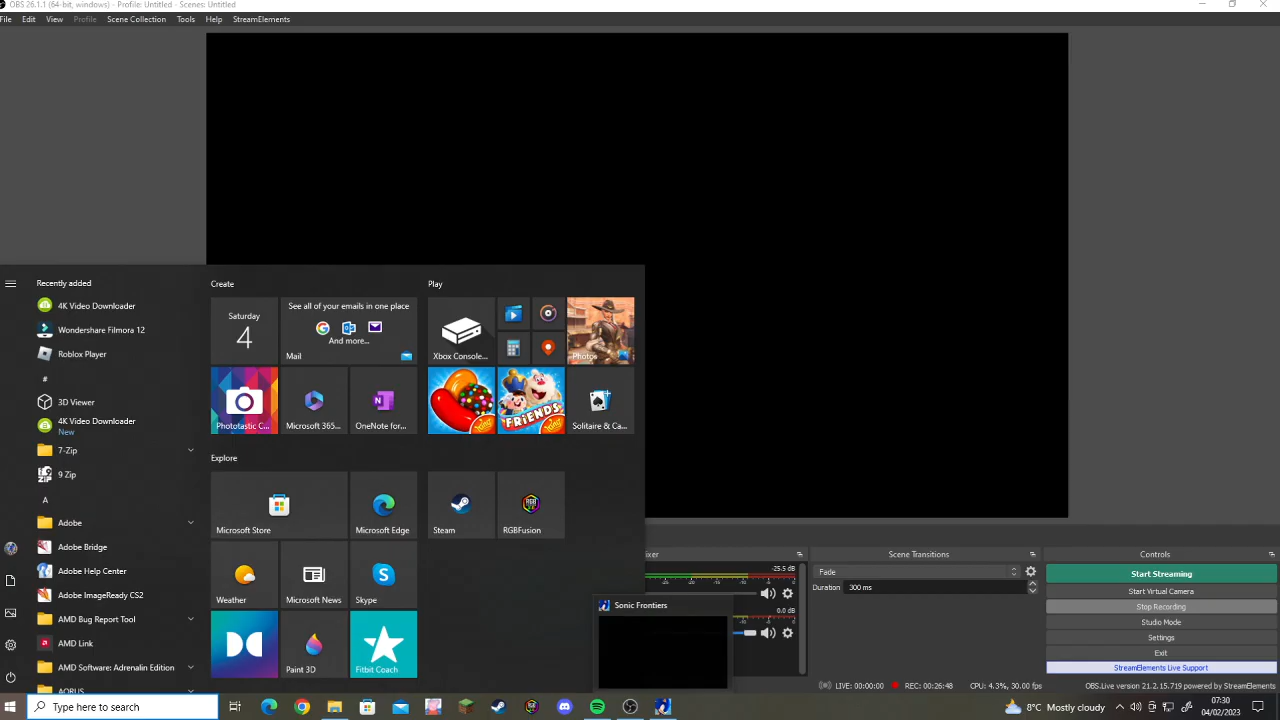 OBS 26.1.1 (64-bit, windows) - Profile: Untitled - Scenes: Untitled
File Edit View Profile Scene Collection Tools Help StreamElements
Recently added
4K Video Downloader
Wondershare Filmora 12
Roblox Player
#
3D Viewer
4K Video Downloader
New
7-Zip
9 Zip
A
Adobe
Adobe Bridge
Adobe Help Center
Adobe ImageReady CS2
AMD Bug Report Tool
AMD Link
AMD Software: Adrenalin Edition
AORUS
Create
Saturday
4
See all of your emails in one place
And more...
Mail
Phototastic C...
Microsoft 365...
OneNote for...
Explore
Microsoft Store
Microsoft Edge
Weather
Microsoft News
Skype
Paint 3D
Fitbit Coach
Play
Xbox Console...
Photos
FRIENDS
Solitaire & Ca...
Steam
RGBFusion
Sonic Frontiers
ixer
-25.5 dB
0.0 dB
Scene Transitions
Fade
Duration 300 ms
Controls
Start Streaming
Start Virtual Camera
Stop Recording
Studio Mode
Settings
Exit
StreamElements Live Support
LIVE: 00:00:00 REC: 00:26:48 CPU: 4.3%, 30.00 fps OBS.Live version 21.2.15.719 powered by StreamElements
Type here to search
8°C Mostly cloudy
07:30
04/02/2023